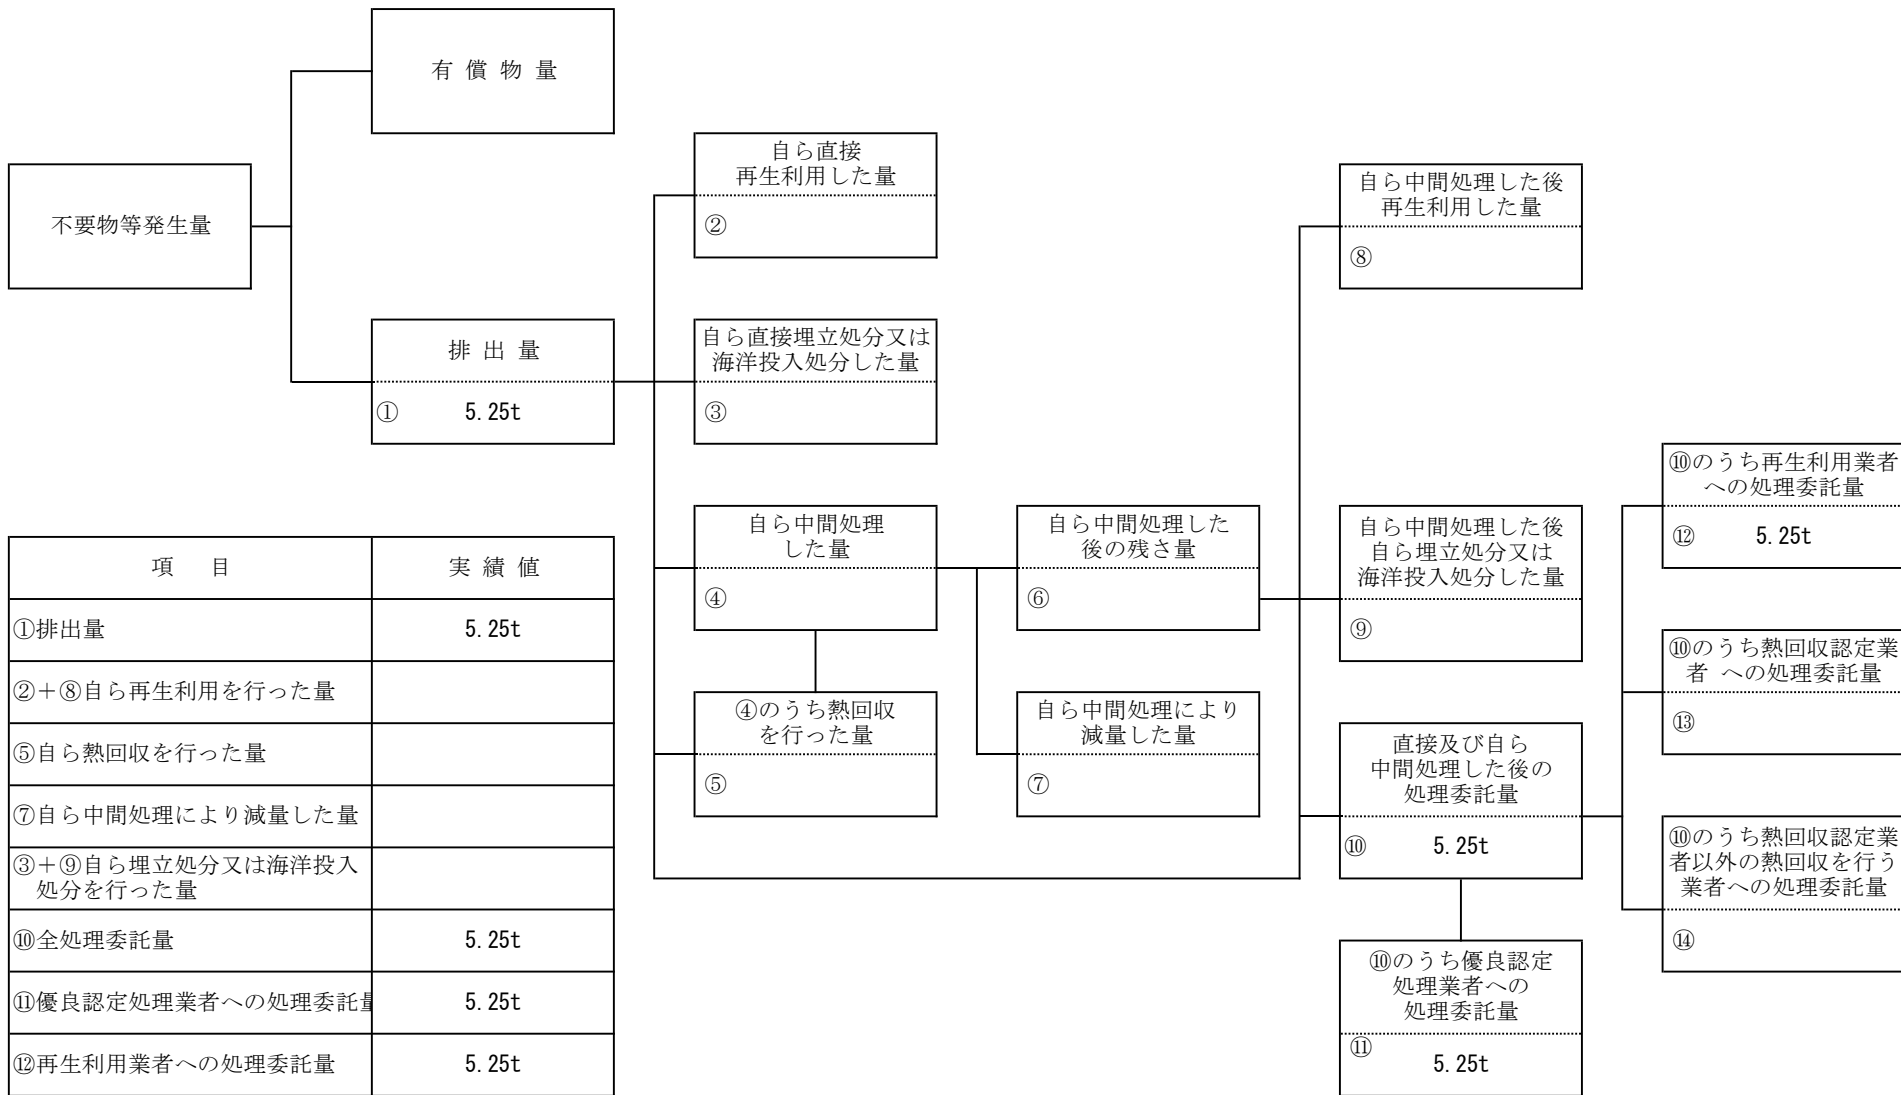 有 償 物 量
不要物等発生量
排 出 量
① 5.25t
自ら直接
再生利用した量
②
自ら直接埋立処分又は
海洋投入処分した量
③
自ら中間処理
した量
④
④のうち熱回収
を行った量
⑤
自ら中間処理した
後の残さ量
⑥
自ら中間処理により
減量した量
⑦
自ら中間処理した後
再生利用した量
⑧
自ら中間処理した後
自ら埋立処分又は
海洋投入処分した量
⑨
直接及び自ら
中間処理した後の
処理委託量
⑩ 5.25t
⑩のうち優良認定
処理業者への
処理委託量
⑪
5.25t
⑩のうち再生利用業者
への処理委託量
⑫ 5.25t
⑩のうち熱回収認定業
者 への処理委託量
⑬
⑩のうち熱回収認定業
者以外の熱回収を行う
業者への処理委託量
⑭
項 目 実 績 値
①排出量 5.25t
②＋⑧自ら再生利用を行った量
⑤自ら熱回収を行った量
⑦自ら中間処理により減量した量
③＋⑨自ら埋立処分又は海洋投入
処分を行った量
⑩全処理委託量 5.25t
⑪優良認定処理業者への処理委託量 5.25t
⑫再生利用業者への処理委託量 5.25t